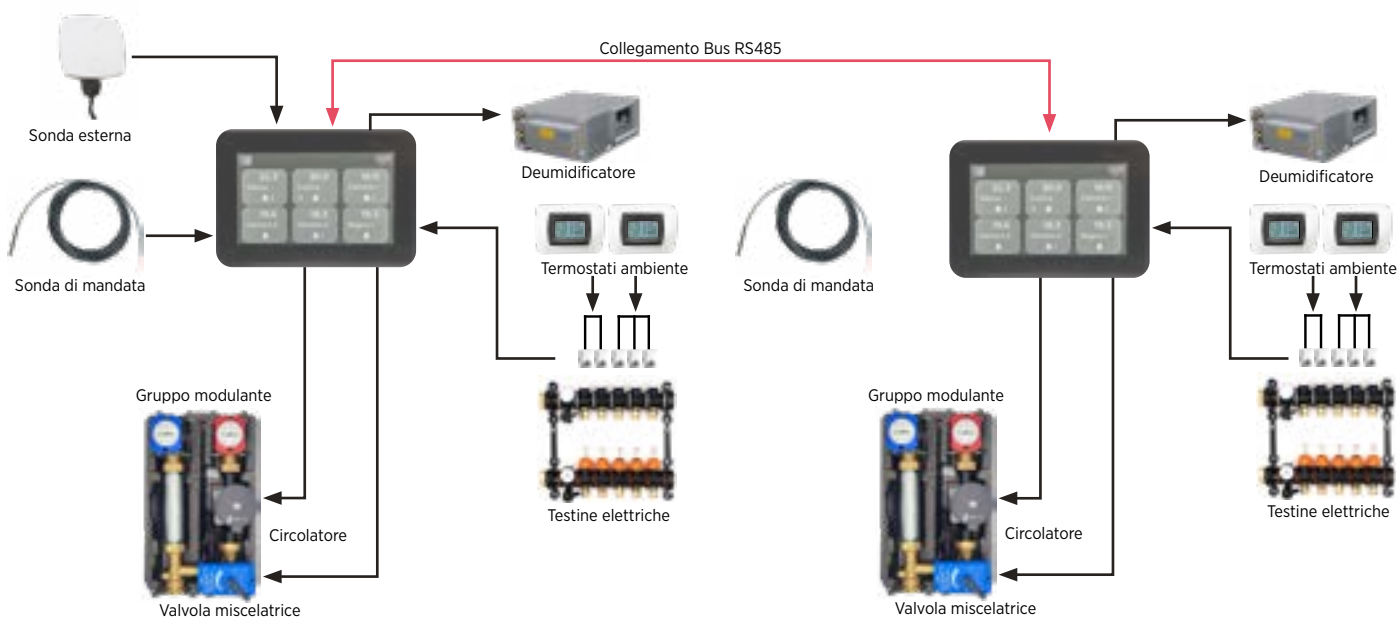 Collegamento Bus RS485
Sonda esterna
Deumidificatore
Deumidificatore
Termostati ambiente
Termostati ambiente
Sonda di mandata
Sonda di mandata
Gruppo modulante
Gruppo modulante
Testine elettriche
Testine elettriche
Circolatore
Circolatore
Valvola miscelatrice
Valvola miscelatrice